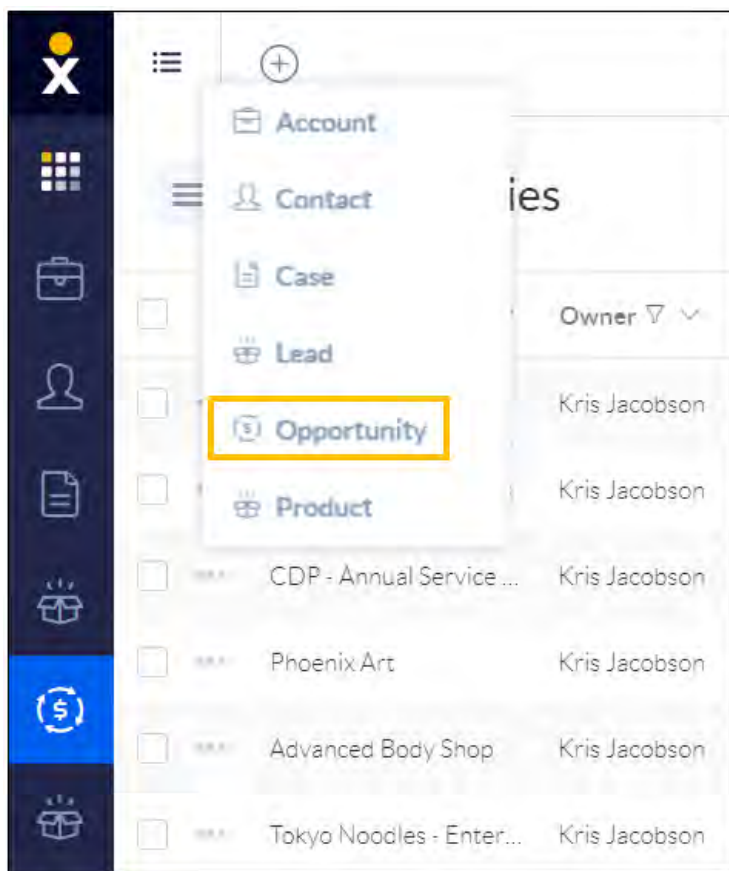 Account
Contact
ies
Case
Owner
Lead
Kris Jacobson
Opportunity
Kris Jacobson
Product
CDP - Annual Service ... Kris Jacobson
Phoenix Art Kris Jacobson
Advanced Body Shop Kris Jacobson
Tokyo Noodles - Enter... Kris Jacobson